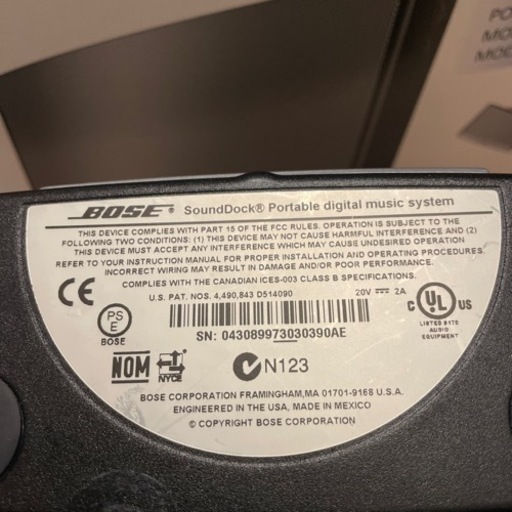 PO
MO
MOD
BOSE® SoundDock® Portable digital music system
THIS DEVICE COMPLIES WITH PART 15 OF THE FCC RULES. OPERATION IS SUBJECT TO THE
FOLLOWING TWO CONDITIONS: (1) THIS DEVICE MAY NOT CAUSE HARMFUL INTERFERENCE AND (2)
THIS DEVICE MUST ACCEPT ANY INTERFERENCE WHICH MAY CAUSE UNDESIRED OPERATION
REFER TO YOUR INSTRUCTION MANUAL FOR PROPER INSTALLATION AND OPERATING PROCEDURES.
INCORRECT WIRING MAY RESULT IN DAMAGE AND/OR POOR PERFORMANCE.
COMPLIES WITH THE CANADIAN ICES-003 CLASS B SPECIFICATIONS.
U.S. PAT. NOS. 4,490,843 D514090 20V 2A
CE
PS
E
BOSE
C UL US
LISTED 8170
AUDIO
EQUIPMENT
SN: 043089973030390AE
NOM NYCE N123
BOSE CORPORATION FRAMINGHAM,MA 01701-9168 U.S.A.
ENGINEERED IN THE USA, MADE IN MEXICO
© COPYRIGHT BOSE CORPORATION